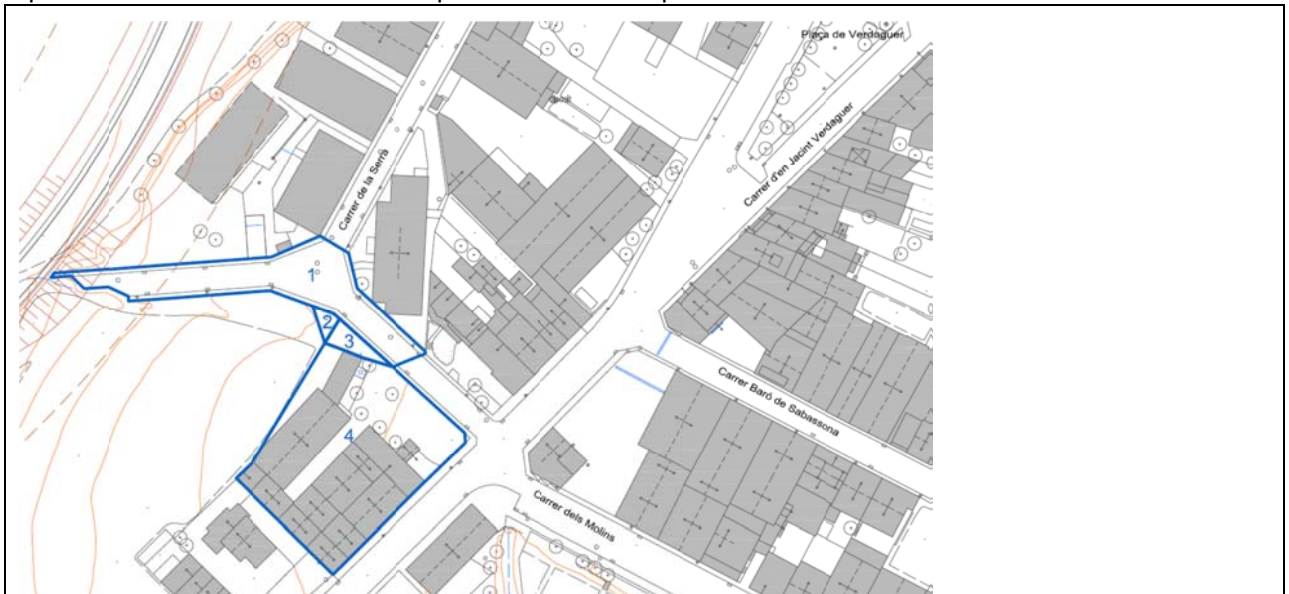 Plaça de Verdaguer
Carrer d'en Jacint Verdaguer
Carrer de la Serra
1
2
3
4
Carrer Baró de Sabassona
Carrer dels Molins